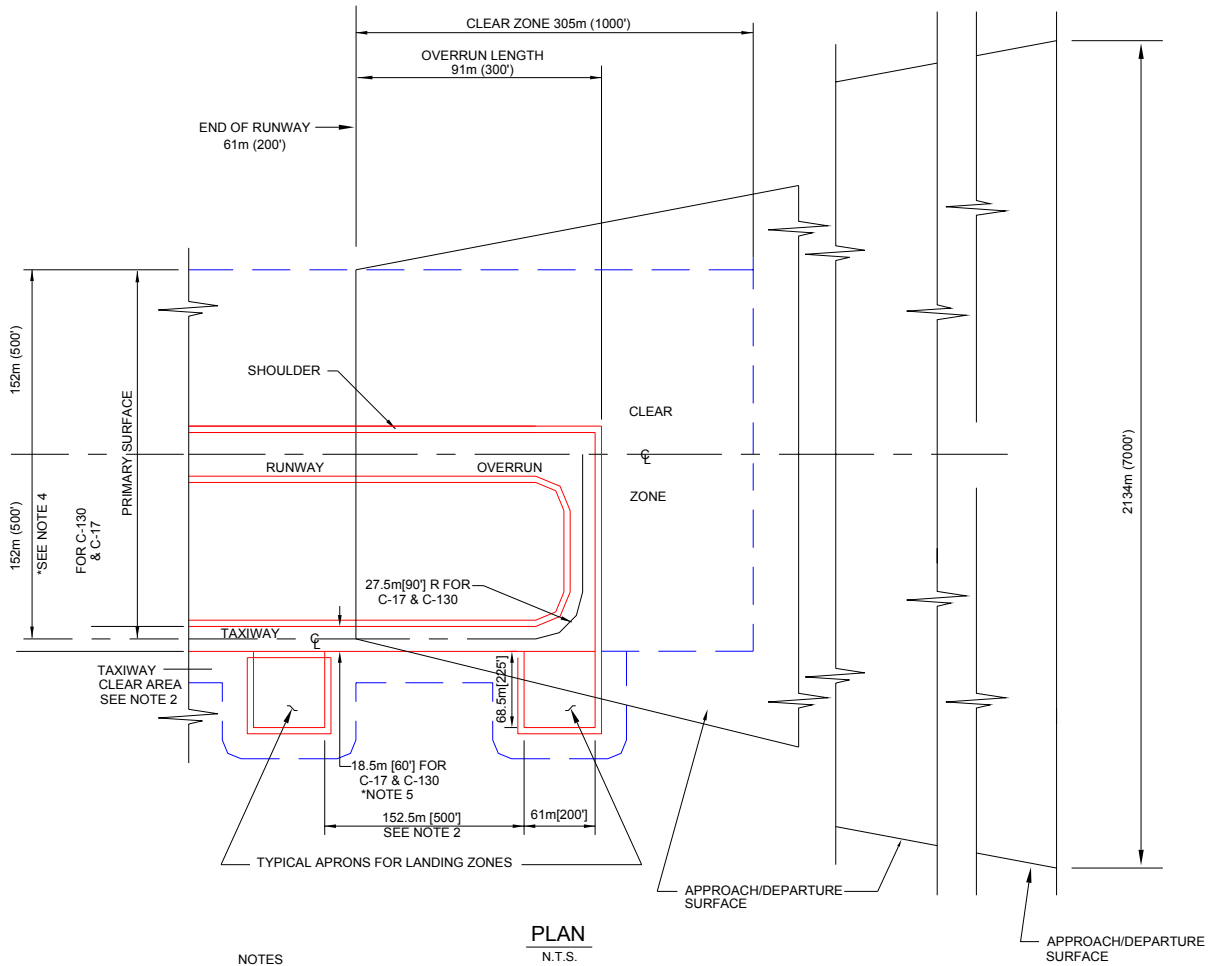 CLEAR ZONE 305m (1000')
OVERRUN LENGTH
91m (300')
END OF RUNWAY
61m (200')
152m (500')
PRIMARY SURFACE
SHOULDER
CLEAR
RUNWAY
OVERRUN
C
L
ZONE
152m (500')
*SEE NOTE 4
FOR C-130
& C-17
2134m (7000')
27.5m[90'] R FOR
C-17 & C-130
TAXIWAY
C
L
TAXIWAY
CLEAR AREA
SEE NOTE 2
68.5m[225']
18.5m [60'] FOR
C-17 & C-130
*NOTE 5
152.5m [500']
SEE NOTE 2
61m[200']
TYPICAL APRONS FOR LANDING ZONES
APPROACH/DEPARTURE
SURFACE
APPROACH/DEPARTURE
SURFACE
PLAN
N.T.S.
NOTES